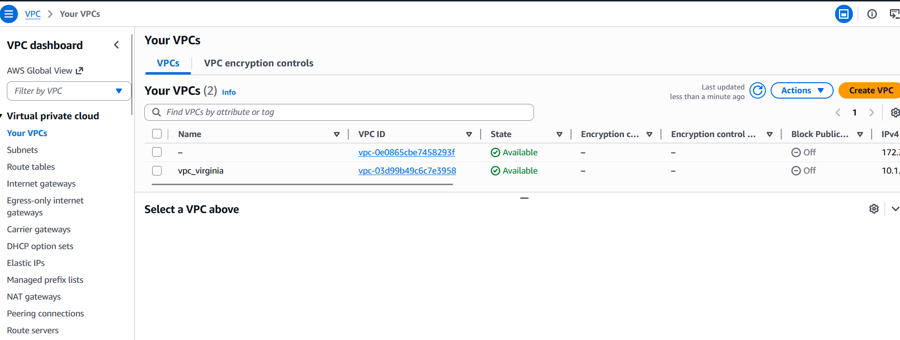 VPC > Your VPCs
VPC dashboard
AWS Global View
Filter by VPC
Virtual private cloud
Your VPCs
Subnets
Route tables
Internet gateways
Egress-only internet
gateways
Carrier gateways
DHCP option sets
Elastic IPs
Managed prefix lists
NAT gateways
Peering connections
Route servers
Your VPCs
VPCs VPC encryption controls
Your VPCs (2) Info
Last updated
less than a minute ago
Actions
Create VPC
Find VPCs by attribute or tag
1
Name VPC ID State Encryption c... Encryption control ... Block Public... IPv4
– vpc-0e0865cbe7458293f Available – – Off 172.3
vpc_virginia vpc-03d99b49c6c7e3958 Available – – Off 10.1.
Select a VPC above